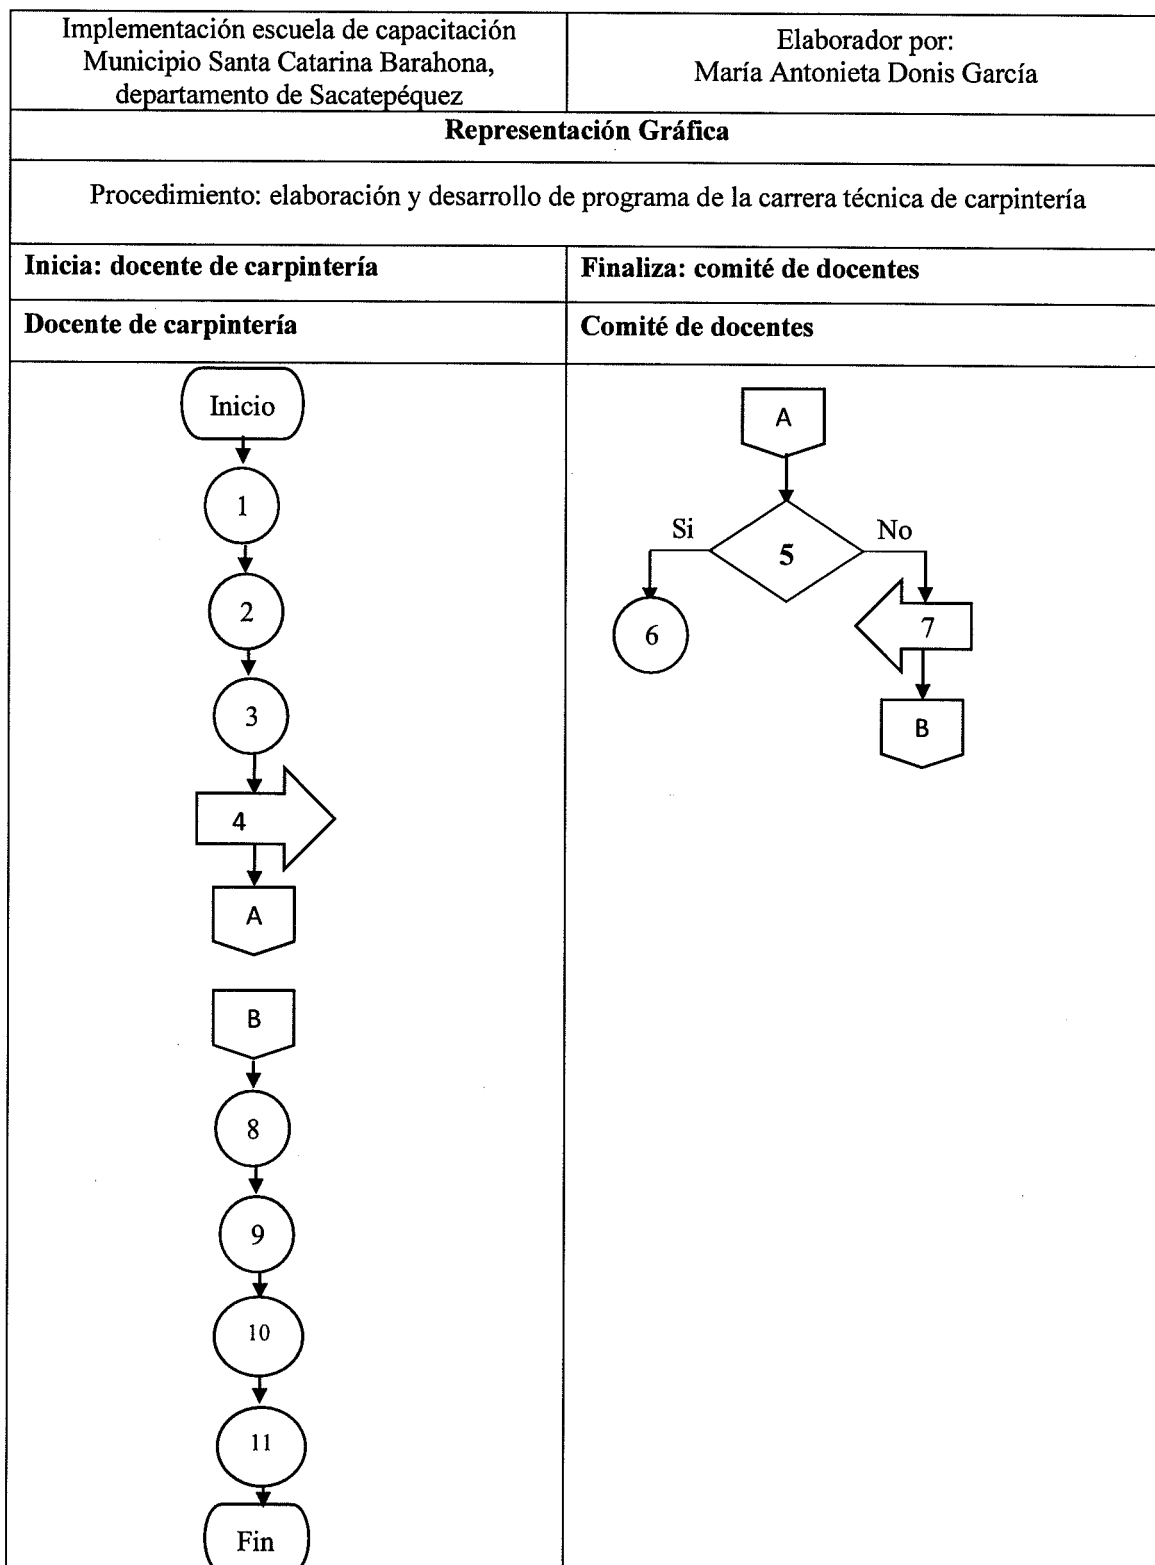 Implementación escuela de capacitación
Municipio Santa Catarina Barahona,
departamento de Sacatepéquez
Elaborador por:
María Antonieta Donis García
Representación Gráfica
Procedimiento: elaboración y desarrollo de programa de la carrera técnica de carpintería
Inicia: docente de carpintería
Finaliza: comité de docentes
Docente de carpintería
Comité de docentes
Inicio
1
2
3
4
A
B
8
9
10
11
Fin
A
Si
5
No
6
7
B